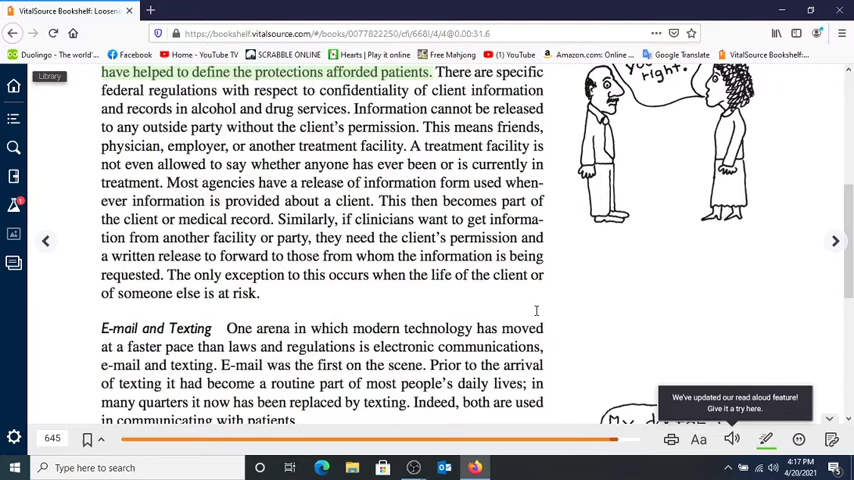 VitalSource Bookshelf: Loosen
https://bookshelf.vitalsource.com/#/books/0077822250/cfi/668!/4/4@0.00:31.6
Duolingo - The world'...
Facebook
Home - YouTube TV
SCRABBLE ONLINE
Hearts | Play it online
Free Mahjong
(1) YouTube
Amazon.com: Online...
Google Translate
VitalSource Bookshelf:...
Library
have helped to define the protections afforded patients. There are specific
federal regulations with respect to confidentiality of client information
and records in alcohol and drug services. Information cannot be released
to any outside party without the client's permission. This means friends,
physician, employer, or another treatment facility. A treatment facility is
not even allowed to say whether anyone has ever been or is currently in
treatment. Most agencies have a release of information form used when-
ever information is provided about a client. This then becomes part of
the client or medical record. Similarly, if clinicians want to get informa-
tion from another facility or party, they need the client's permission and
a written release to forward to those from whom the information is being
requested. The only exception to this occurs when the life of the client or
of someone else is at risk.
E-mail and Texting One arena in which modern technology has moved
at a faster pace than laws and regulations is electronic communications,
e-mail and texting. E-mail was the first on the scene. Prior to the arrival
of texting it had become a routine part of most people's daily lives; in
many quarters it now has been replaced by texting. Indeed, both are used
in communicating with patients.
you
right.
We've updated our read aloud feature!
Give it a try here.
645
Aa
Type here to search
4:17 PM
4/20/2021